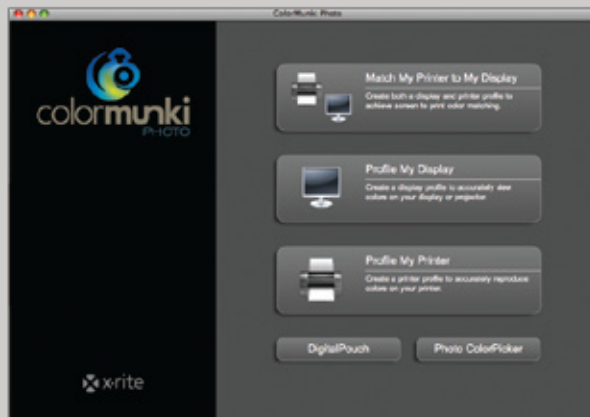 ColorMunki Photo
colormunki
PHOTO
x·rite
Match My Printer to My Display
Create both a display and printer profile to
achieve screen to print color matching.
Profile My Display
Create a display profile to accurately view
colors on your display or projector.
Profile My Printer
Create a printer profile to accurately reproduce
colors on your printer.
DigitalPouch
Photo ColorPicker